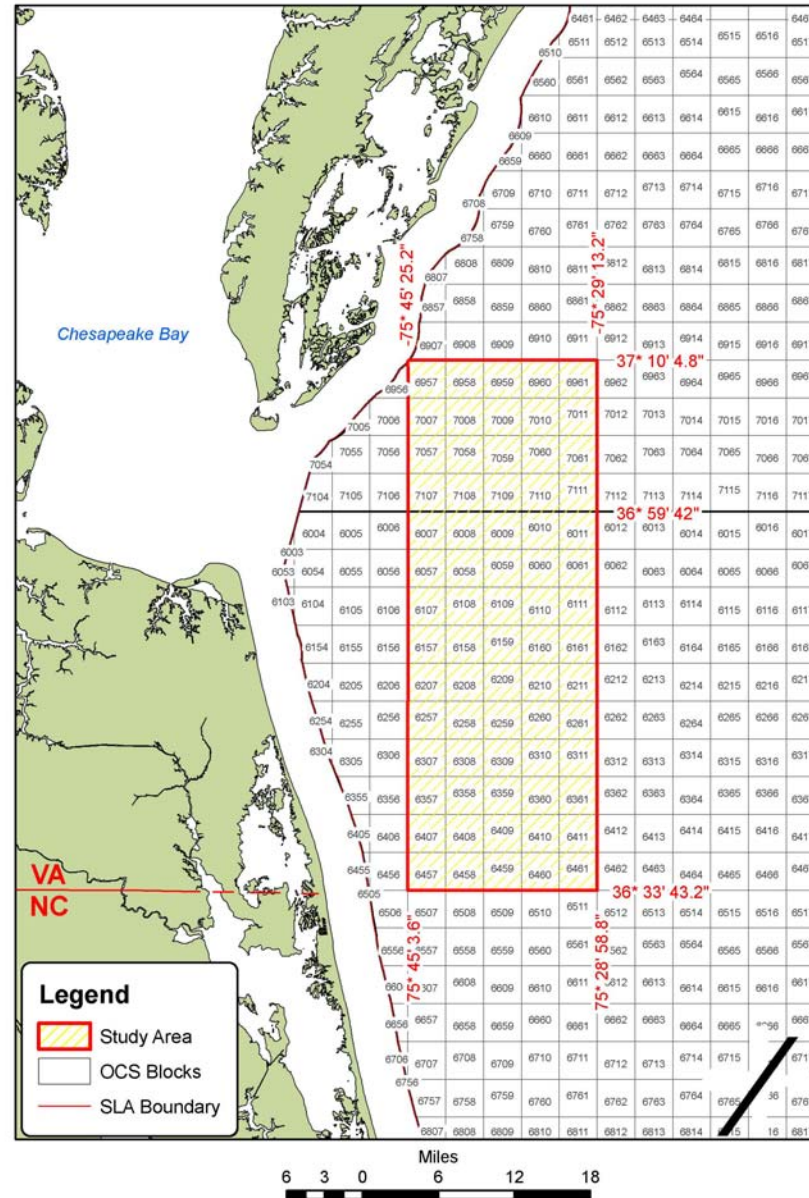 6461 6462 6463 6464
6510 6511 6512 6513 6514 6515 6516
6560 6561 6562 6563 6564 6565 6566
6609 6610 6611 6612 6613 6614 6615 6616
6659 6660 6661 6662 6663 6664 6665 6666
6708 6709 6710 6711 6712 6713 6714 6715 6716
6758 6759 6760 6761 6762 6763 6764 6765 6766
6807 6808 6809 6810 6811 6812 6813 6814 6815 6816
-75° 45' 25.2"
-75° 29' 13.2"
Chesapeake Bay
6857 6858 6859 6860 6861 6862 6863 6864 6865 6866
6907 6908 6909 6910 6911 6912 6913 6914 6915 6916
37° 10' 4.8"
6956 6957 6958 6959 6960 6961 6962 6963 6964 6965 6966
7005 7006 7007 7008 7009 7010 7011 7012 7013 7014 7015 7016
7054 7055 7056 7057 7058 7059 7060 7061 7062 7063 7064 7065 7066
7104 7105 7106 7107 7108 7109 7110 7111 7112 7113 7114 7115 7116
36° 59' 42"
6003 6004 6005 6006 6007 6008 6009 6010 6011 6012 6013 6014 6015 6016
6053 6054 6055 6056 6057 6058 6059 6060 6061 6062 6063 6064 6065 6066
6103 6104 6105 6106 6107 6108 6109 6110 6111 6112 6113 6114 6115 6116
6154 6155 6156 6157 6158 6159 6160 6161 6162 6163 6164 6165 6166
6204 6205 6206 6207 6208 6209 6210 6211 6212 6213 6214 6215 6216
6254 6255 6256 6257 6258 6259 6260 6261 6262 6263 6264 6265 6266
6304 6305 6306 6307 6308 6309 6310 6311 6312 6313 6314 6315 6316
6355 6356 6357 6358 6359 6360 6361 6362 6363 6364 6365 6366
6405 6406 6407 6408 6409 6410 6411 6412 6413 6414 6415 6416
6455 6456 6457 6458 6459 6460 6461 6462 6463 6464 6465 6466
VA
NC
36° 33' 43.2"
6505 6506 6507 6508 6509 6510 6511 6512 6513 6514 6515 6516
6556 6557 6558 6559 6560 6561 6562 6563 6564 6565 6566
75° 45' 3.6"
75° 28' 58.8"
6608 6609 6610 6611 6612 6613 6614 6615 6616
6656 6657 6658 6659 6660 6661 6662 6663 6664 6665
6706 6707 6708 6709 6710 6711 6712 6713 6714 6715
6756 6757 6758 6759 6760 6761 6762 6763 6764 6765
6807 6808 6809 6810 6811 6812 6813 6814
Legend
Study Area
OCS Blocks
SLA Boundary
Miles
6 3 0 6 12 18